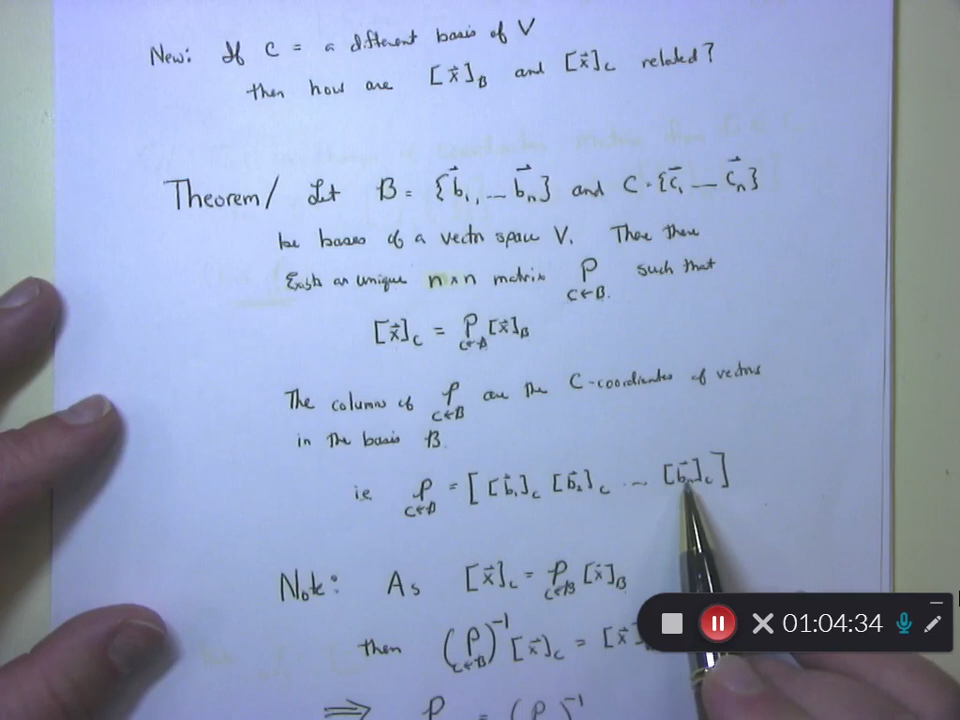 New: If C = a different basis of V
then how are [x⃗]_B and [x⃗]_C related?
Theorem/ Let B = {b⃗₁, ... b⃗ₙ} and C = {c⃗₁ ... c⃗ₙ}
be bases of a vector space V. Then there
Exists an unique n×n matrix P_{C←B} such that
[x⃗]_C = P_{C←B} [x⃗]_B
The columns of P_{C←B} are the C-coordinates of vectors
in the basis B.
ie P_{C←B} = [ [b⃗₁]_C [b⃗₂]_C ... [b⃗ₙ]_C ]
Note: As [x⃗]_C = P_{C←B} [x⃗]_B
01:04:34
then (P_{C←B})⁻¹ [x⃗]_C = [x⃗]
⇒ P = (P)⁻¹